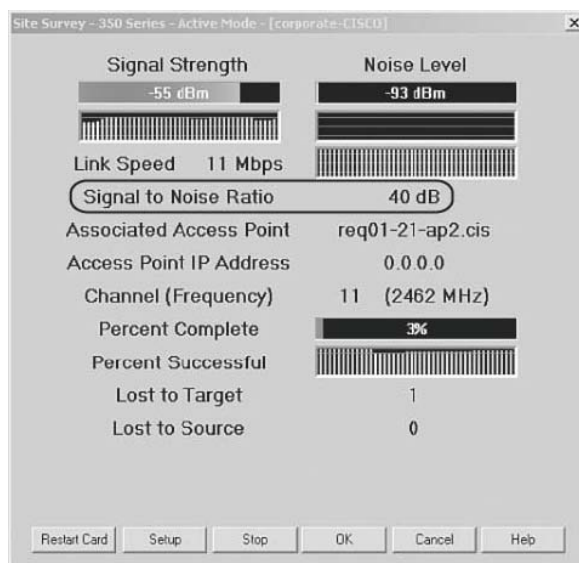 Site Survey - 350 Series - Active Mode - [corporate-CISCO]
Signal Strength Noise Level
-55 dBm -93 dBm
Link Speed 11 Mbps
Signal to Noise Ratio 40 dB
Associated Access Point req01-21-ap2.cis
Access Point IP Address 0.0.0.0
Channel (Frequency) 11 (2462 MHz)
Percent Complete 3%
Percent Successful
Lost to Target 1
Lost to Source 0
Restart Card Setup Stop OK Cancel Help